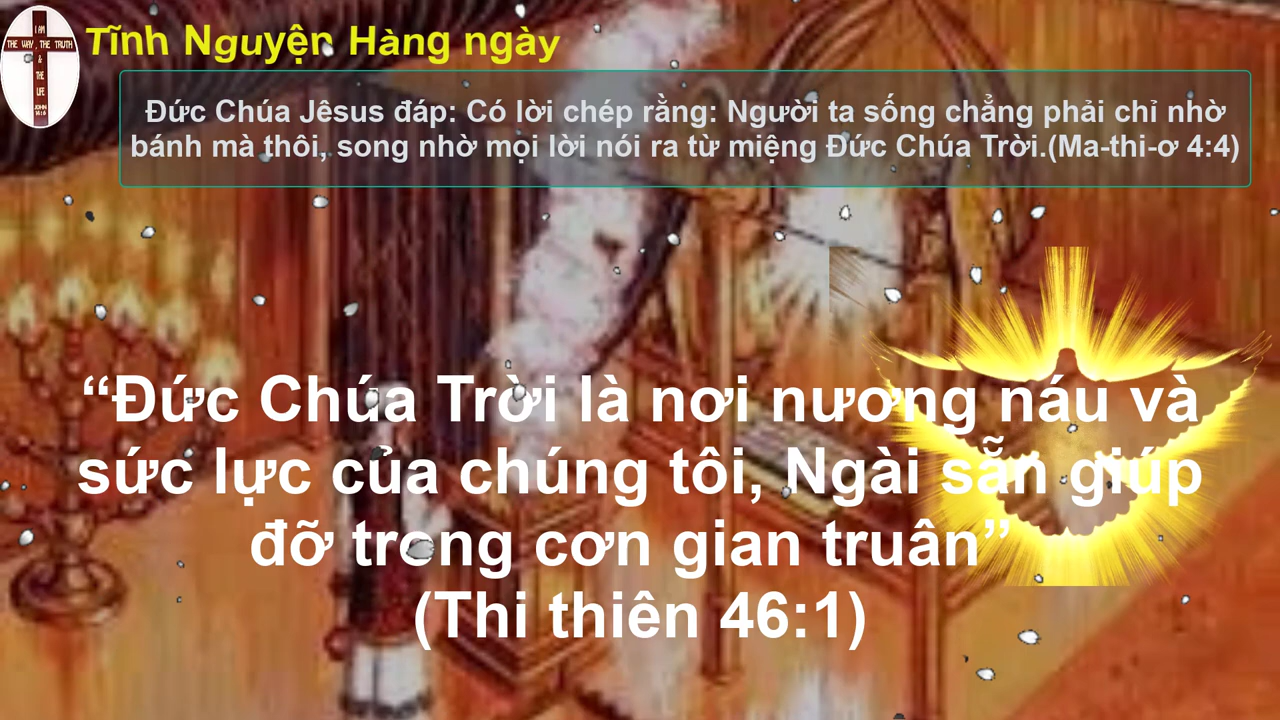 I AM
THE WAY, THE TRUTH
&
THE
LIFE
JOHN
14:6
Tĩnh Nguyện Hàng ngày
Đức Chúa Jêsus đáp: Có lời chép rằng: Người ta sống chẳng phải chỉ nhờ
bánh mà thôi, song nhờ mọi lời nói ra từ miệng Đức Chúa Trời.(Ma-thi-ơ 4:4)
“Đức Chúa Trời là nơi nương náu và
sức lực của chúng tôi, Ngài sẵn giúp
đỡ trong cơn gian truân”
(Thi thiên 46:1)